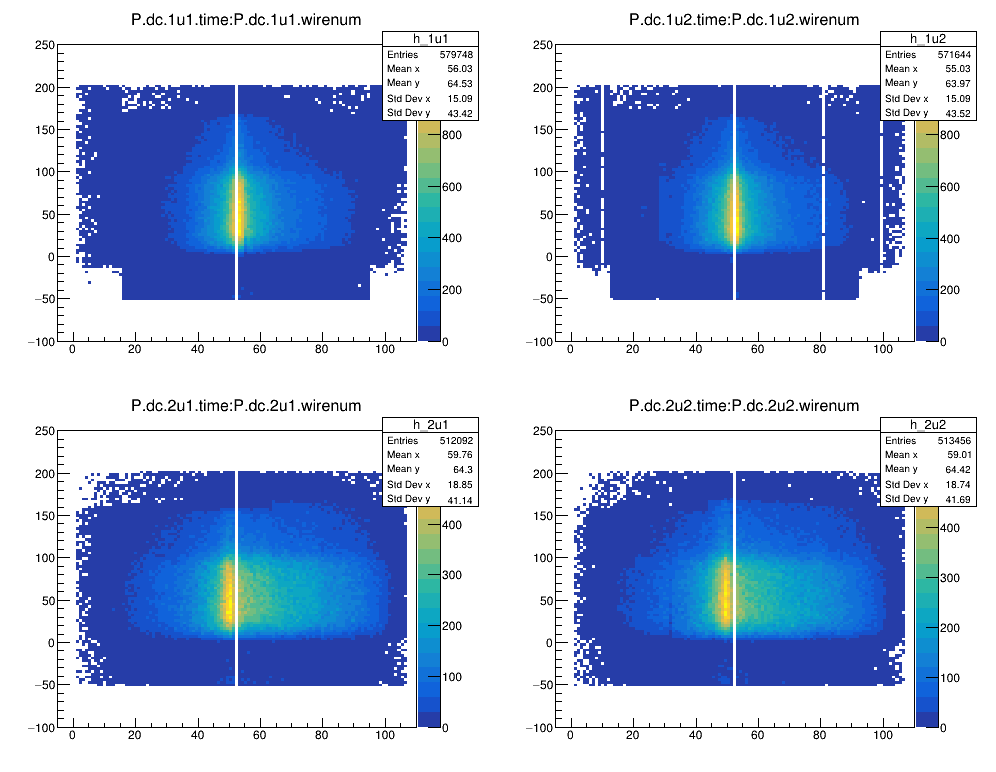 P.dc.1u1.time:P.dc.1u1.wirenum
h_1u1
Entries 579748
Mean x 56.03
Mean y 64.53
Std Dev x 15.09
Std Dev y 43.42
250
200
150
100
50
0
−50
−100
0 20 40 60 80 100
800
600
400
200
0
P.dc.1u2.time:P.dc.1u2.wirenum
h_1u2
Entries 571644
Mean x 55.03
Mean y 63.97
Std Dev x 15.09
Std Dev y 43.52
250
200
150
100
50
0
−50
−100
0 20 40 60 80 100
800
600
400
200
0
P.dc.2u1.time:P.dc.2u1.wirenum
h_2u1
Entries 512092
Mean x 59.76
Mean y 64.3
Std Dev x 18.85
Std Dev y 41.14
250
200
150
100
50
0
−50
−100
0 20 40 60 80 100
400
300
200
100
0
P.dc.2u2.time:P.dc.2u2.wirenum
h_2u2
Entries 513456
Mean x 59.01
Mean y 64.42
Std Dev x 18.74
Std Dev y 41.69
250
200
150
100
50
0
−50
−100
0 20 40 60 80 100
400
300
200
100
0